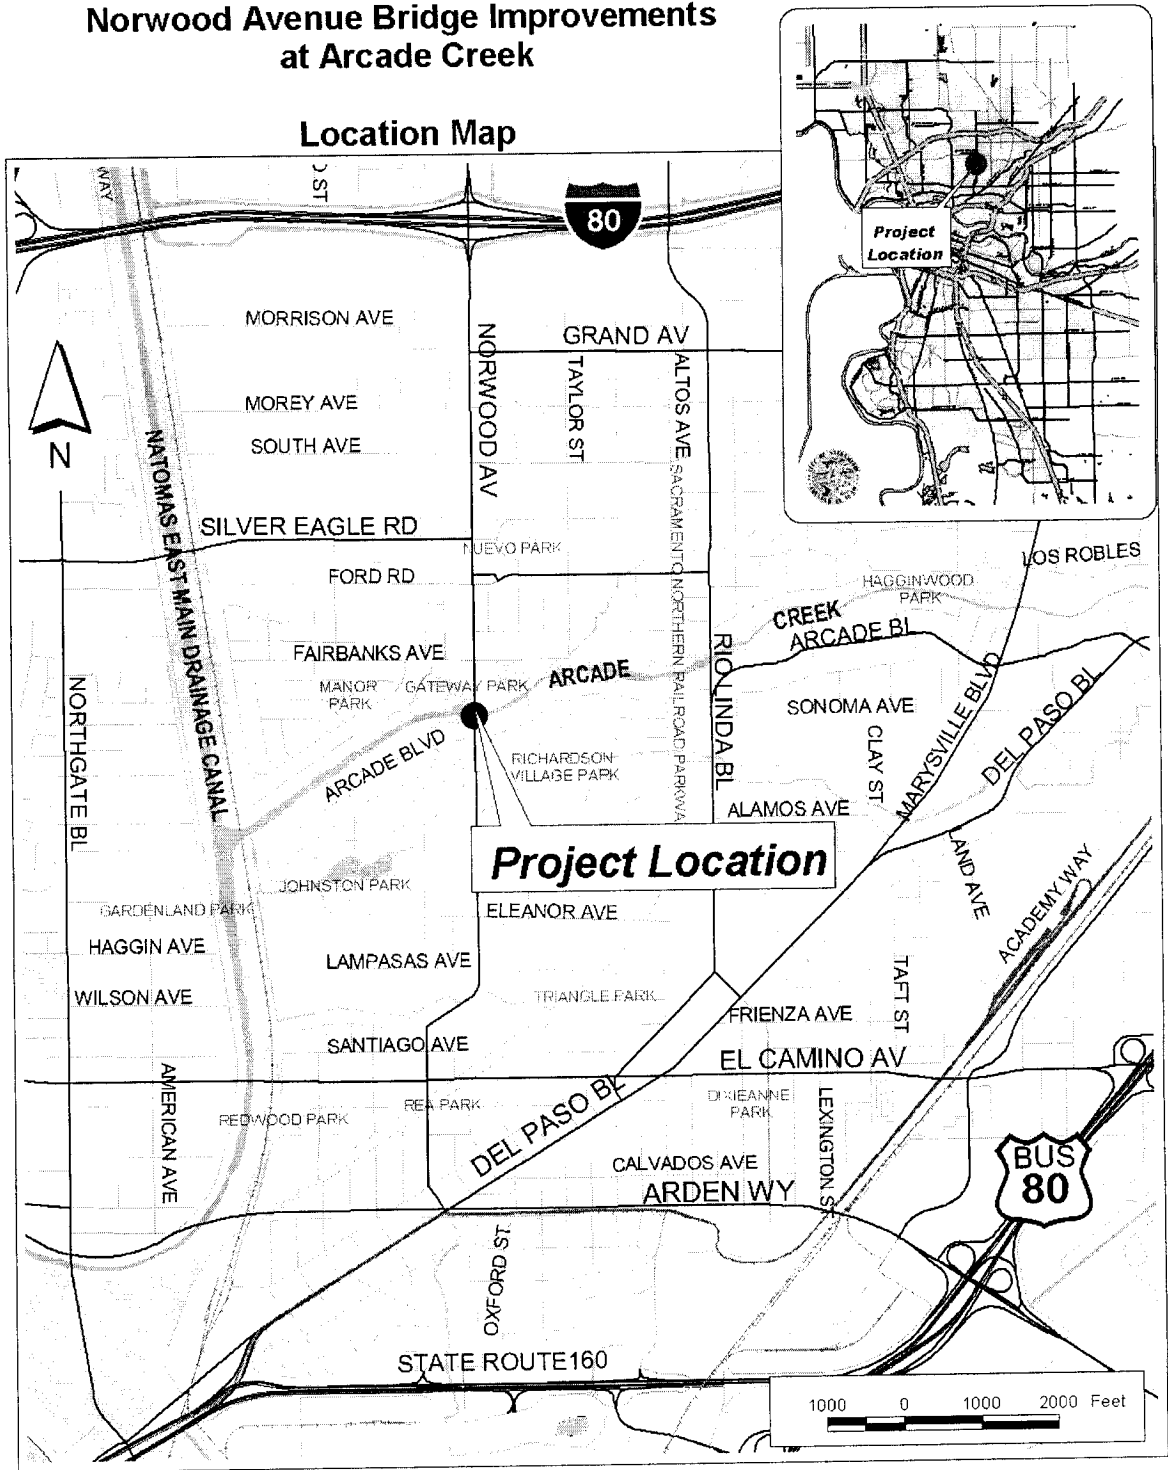 Norwood Avenue Bridge Improvements
at Arcade Creek
Location Map
Project
Location
WAY
ST
80
MORRISON AVE
NORWOOD AV
GRAND AV
TAYLOR ST
ALTOS AVE
MOREY AVE
SOUTH AVE
N
NATOMAS EAST MAIN DRAINAGE CANAL
SILVER EAGLE RD
NUEVO PARK
SACRAMENTO NORTHERN RAILROAD PARKWA
LOS ROBLES
FORD RD
HAGGINWOOD
PARK
CREEK
ARCADE BL
FAIRBANKS AVE
ARCADE
RIO LINDA BL
MANOR
PARK
GATEWAY PARK
NORTHGATE BL
SONOMA AVE
CLAY ST
MARYSVILLE BLVD
DEL PASO BL
ARCADE BLVD
RICHARDSON
VILLAGE PARK
ALAMOS AVE
Project Location
LAND AVE
ACADEMY WAY
JOHNSTON PARK
GARDENLAND PARK
ELEANOR AVE
HAGGIN AVE
LAMPASAS AVE
TAFT ST
WILSON AVE
TRIANGLE PARK
FRIENZA AVE
SANTIAGO AVE
EL CAMINO AV
AMERICAN AVE
REA PARK
DEL PASO BL
DIXIEANNE
PARK
LEXINGTON ST
REDWOOD PARK
CALVADOS AVE
ARDEN WY
BUS
80
OXFORD ST
STATE ROUTE160
1000 0 1000 2000 Feet